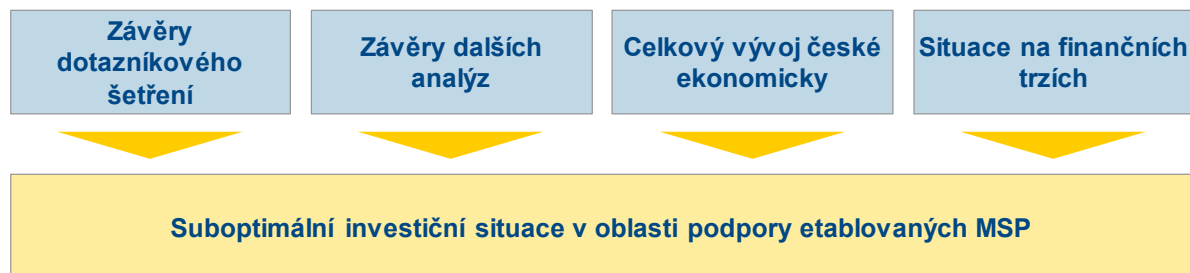 Závěry
dotazníkového
šetření
Závěry dalších
analýz
Celkový vývoj české
ekonomicky
Situace na finančních
trzích
Suboptimální investiční situace v oblasti podpory etablovaných MSP